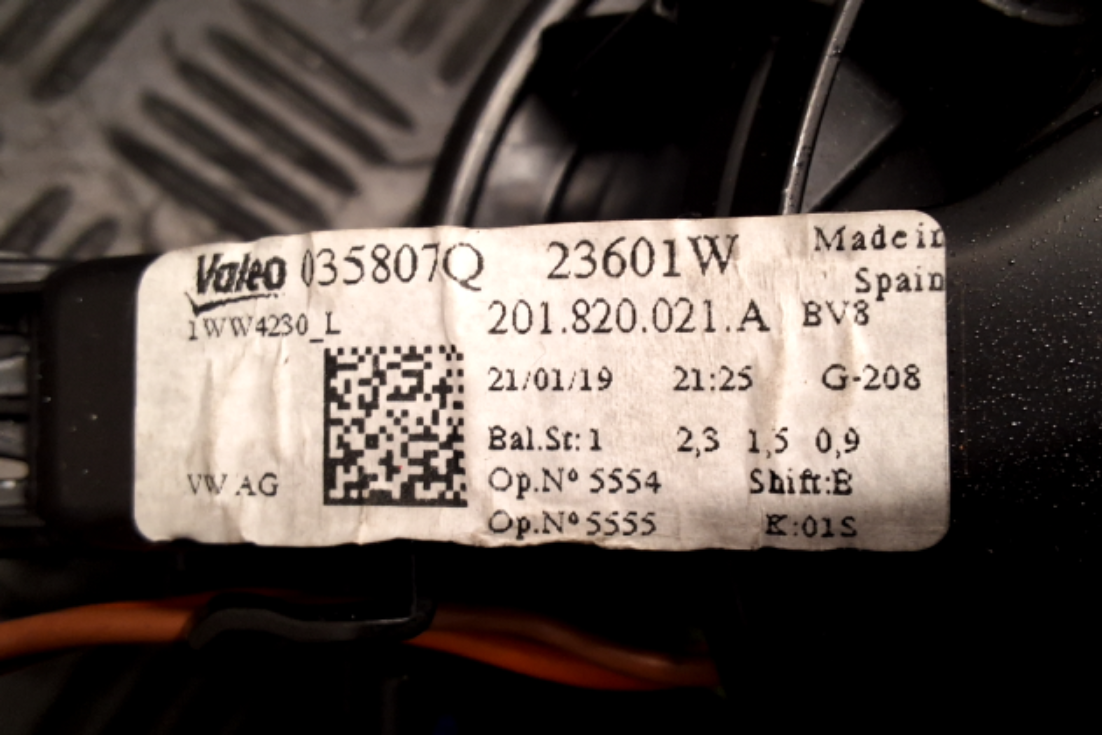 Valeo 035807Q 23601W Made in
Spain
1WW4230_L 201.820.021.A BV8
21/01/19 21:25 G-208
Bal.St: 1 2,3 1,5 0,9
VW AG Op.Nº 5554 Shift:B
Op.Nº 5555 K:01S